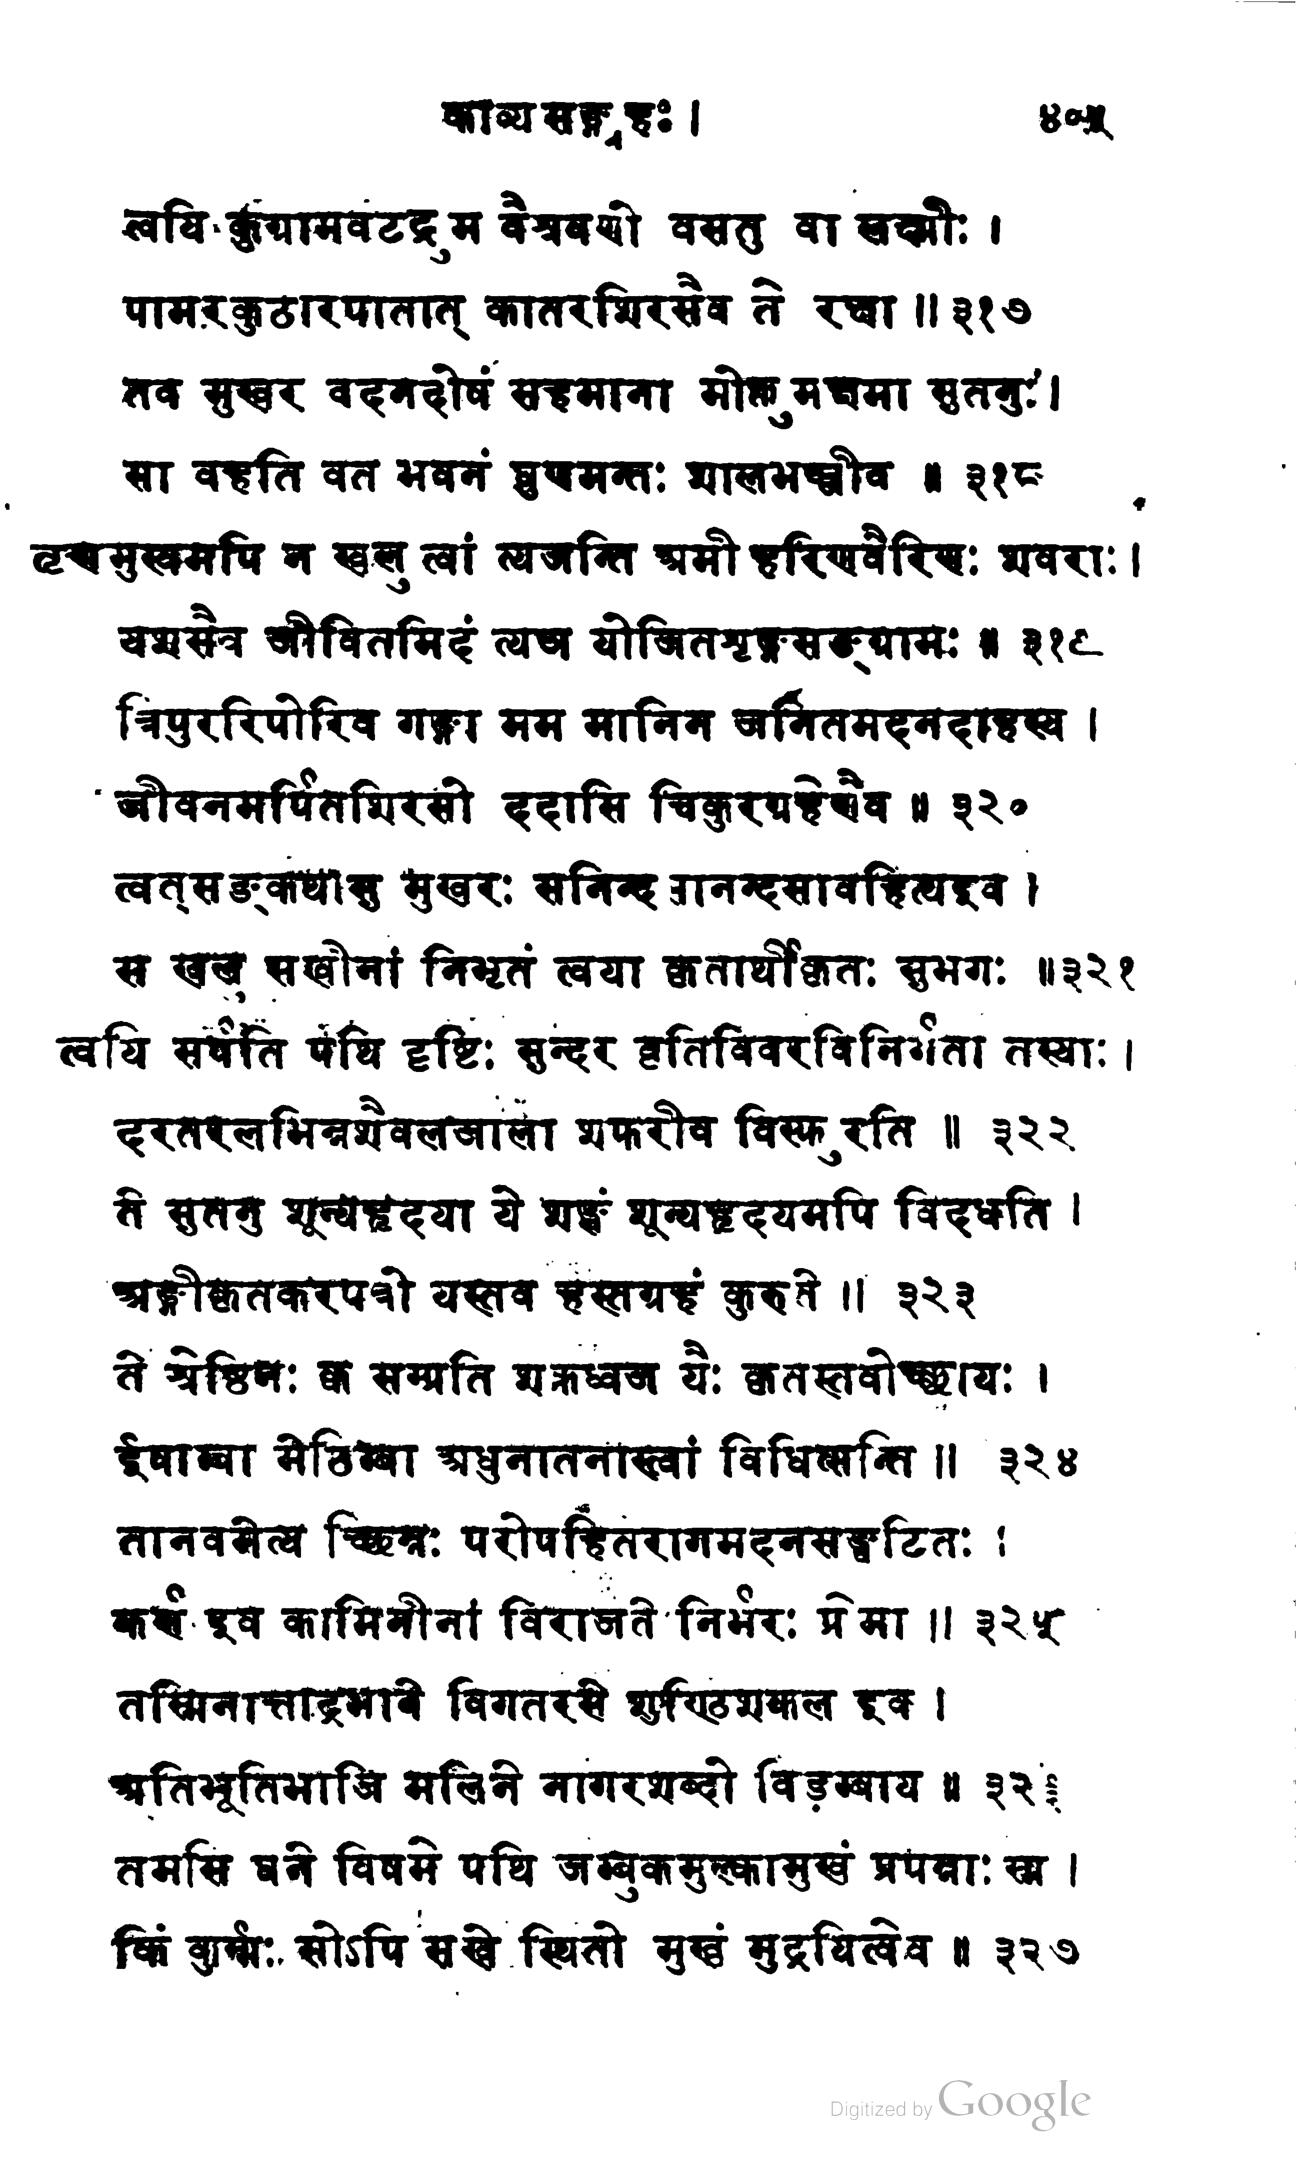 काव्यसङ्ग्रहः। ४०५
त्वयि कुग्रामवटद्रुम वैश्रवणो वसतु वा लक्ष्मीः ।
पामरकुठारपातात् कातरशिरसैव ते रक्षा ॥ ३१७
तव मुखर वदनदोषं सहमाना मोक्तुमक्षमा सुतनुः ।
सा वहति वत भवनं घुणमन्तः शालभञ्जीव ॥ ३१८
तृणमुखमपि न खलु त्वां त्यजन्ति अमी हरिणवैरिणः शवराः ।
यशसैव जीवितमिदं त्यज योजितशृङ्गसङ्ग्रामः ॥ ३१९
त्रिपुररिपोरिव गङ्गा मम मानिनि जनितमदनदाहस्य ।
जीवनमर्पितशिरसो ददासि चिकुरग्रहेणैव ॥ ३२०
त्वत्सङ्कथासु मुखरः सनिन्द सानन्दसावहित्यइव ।
स खलु सखीनां निभृतं त्वया कृतार्थीकृतः सुभगः ॥ ३२१
त्वयि सर्पति पथि दृष्टिः सुन्दर वृतिविवरविनिर्गता तस्याः ।
दरतरलभिन्नशैवलजाला शफरीव विस्फुरति ॥ ३२२
ते सुतनु शून्यहृदया ये शङ्खं शून्यहृदयमपि विदधति ।
अङ्गीकृतकरपत्रो यस्तव हस्तग्रहं कुरुते ॥ ३२३
ते श्रेष्ठिनः क्व सम्प्रति शक्रध्वज यैः कृतस्तवोच्छ्रायः ।
ईषाम्वा मेठिम्वा अधुनातनास्त्वां विधित्सन्ति ॥ ३२४
तानवमेत्य च्छिन्नः परोपहितरागमदनसङ्घटितः ।
कर्ण इव कामिनीनां विराजते निर्भरः प्रेमा ॥ ३२५
तस्मिन्नात्तार्द्रभावे विगतरसे शुण्ठिशकल इव ।
अतिभूतिभाजि मलिने नागरशब्दो विड़म्बाय ॥ ३२६
तमसि घने विषमे पथि जम्बुकमुल्कामुखं प्रपन्नाः स्म ।
किं कुर्म्मः सोऽपि सखे स्थितो मुखं मुद्रयित्वेव ॥ ३२७
Digitized by Google